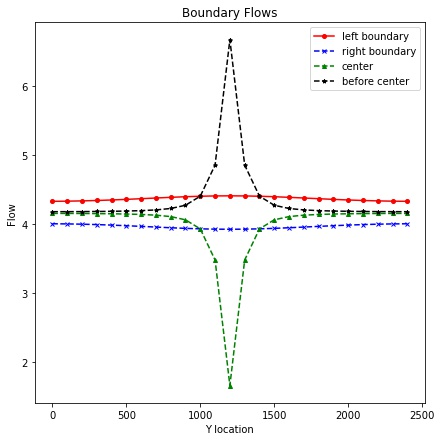 Boundary Flows
left boundary
right boundary
center
before center
Flow
6
5
4
3
2
0
500
1000
1500
2000
2500
Y location